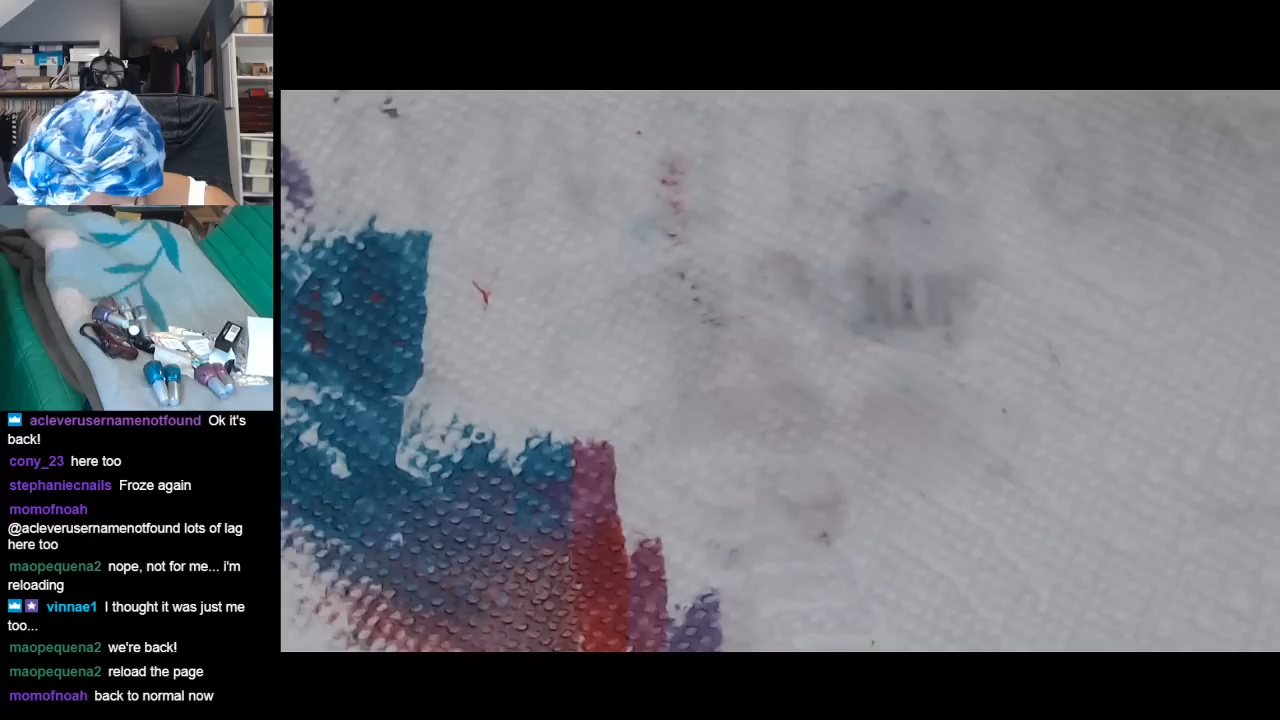 acleverusernamenotfound Ok it's
back!
cony_23 here too
stephaniecnails Froze again
momofnoah
@acleverusernamenotfound lots of lag
here too
maopequena2 nope, not for me... i'm
reloading
vinnae1 I thought it was just me
too...
maopequena2 we're back!
maopequena2 reload the page
momofnoah back to normal now